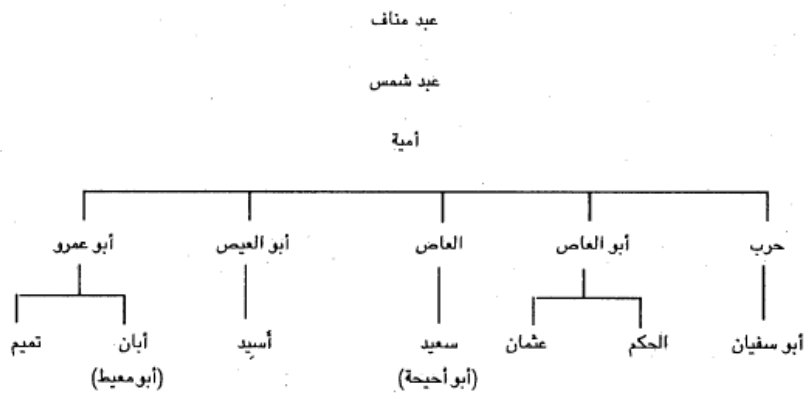 عبد مناف
عبد شمس
أمية
حرب أبو العاص العاض أبو العيص أبو عمرو
أبو سفيان الحكم عثمان سعيد أسيد أبان تميم
(أبو أحيحة) (أبو معيط)